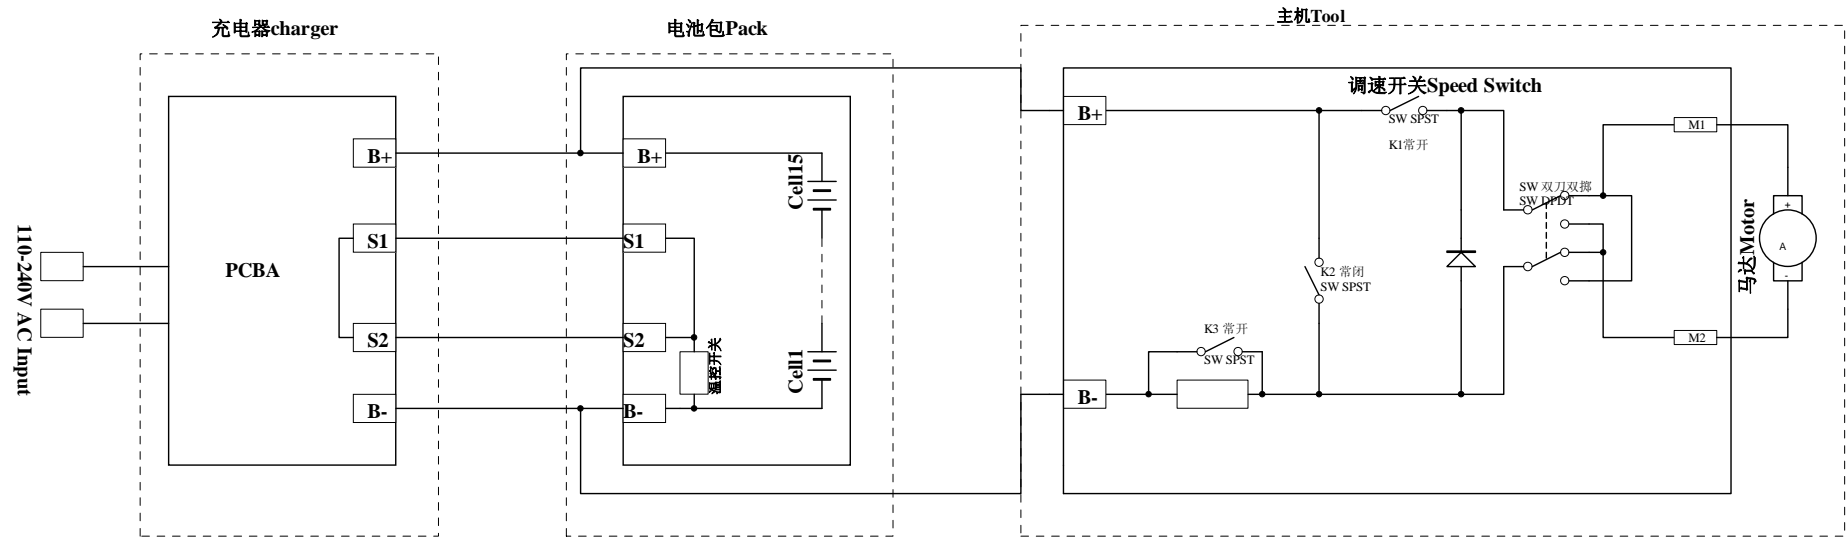 充电器charger
电池包Pack
主机Tool
110-240V AC Input
PCBA
B+
S1
S2
B-
B+
S1
S2
B-
Cell15
Cell1
温控开关
调速开关Speed Switch
B+
B-
SW SPST
K1常开
K2 常闭
SW SPST
K3 常开
SW SPST
SW 双刀双掷
SW DPDT
M1
M2
+
A
-
马达Motor